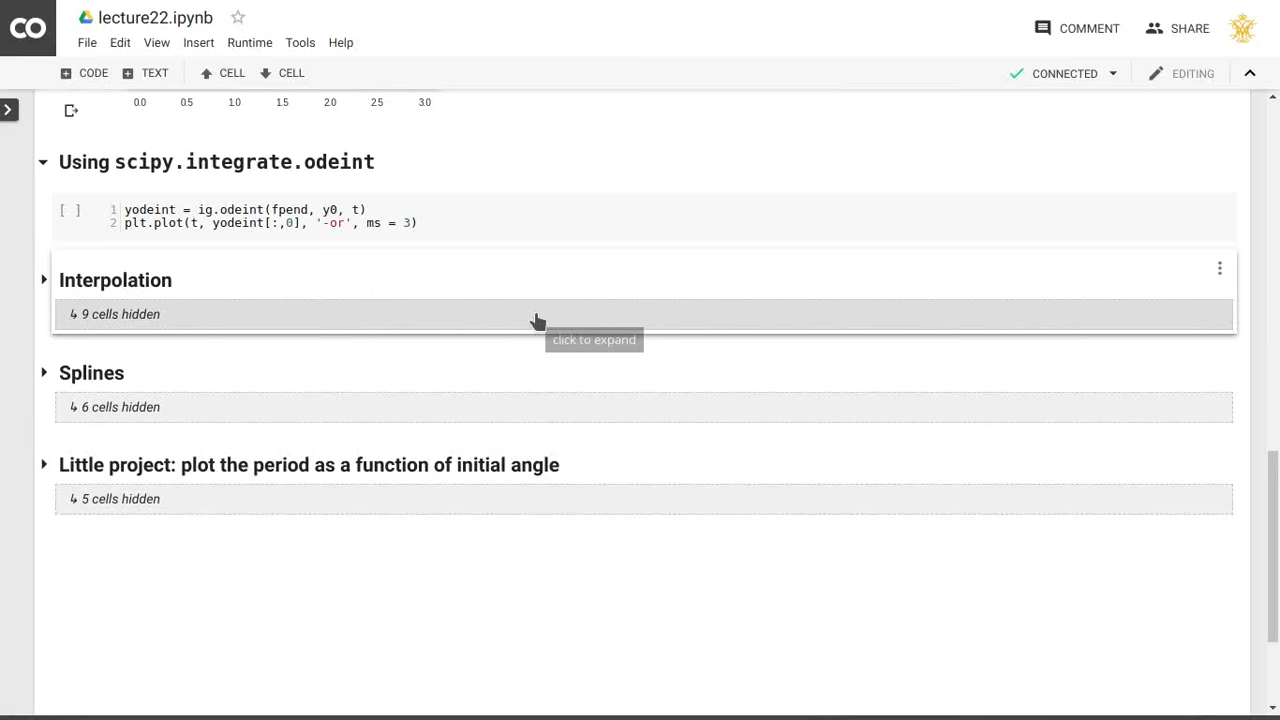 CO
lecture22.ipynb
File Edit View Insert Runtime Tools Help
COMMENT SHARE
CODE TEXT CELL CELL
CONNECTED EDITING
0.0 0.5 1.0 1.5 2.0 2.5 3.0
Using scipy.integrate.odeint
[ ] 1 yodeint = ig.odeint(fpend, y0, t)
2 plt.plot(t, yodeint[:,0], '-or', ms = 3)
Interpolation
↳ 9 cells hidden
click to expand
Splines
↳ 6 cells hidden
Little project: plot the period as a function of initial angle
↳ 5 cells hidden